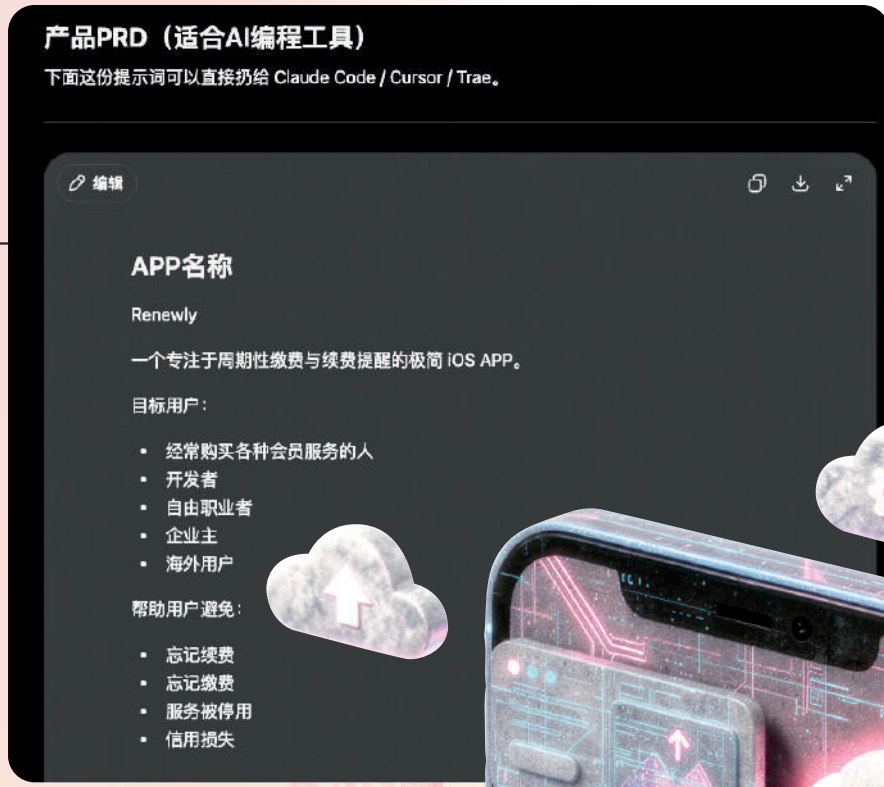 产品PRD（适合AI编程工具）
下面这份提示词可以直接扔给 Claude Code / Cursor / Trae。
编辑
APP名称
Renewly
一个专注于周期性缴费与续费提醒的极简 iOS APP。
目标用户：
▪ 经常购买各种会员服务的人
▪ 开发者
▪ 自由职业者
▪ 企业主
▪ 海外用户
帮助用户避免：
▪ 忘记续费
▪ 忘记缴费
▪ 服务被停用
▪ 信用损失